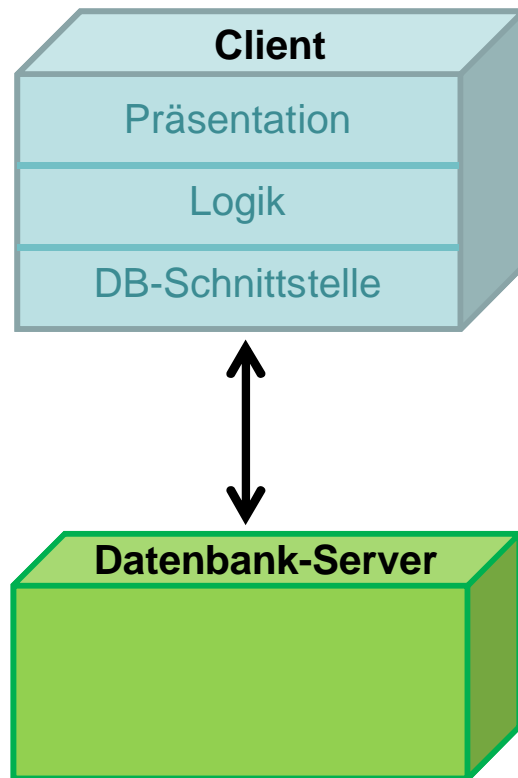 Client
Präsentation
Logik
DB-Schnittstelle
Datenbank-Server